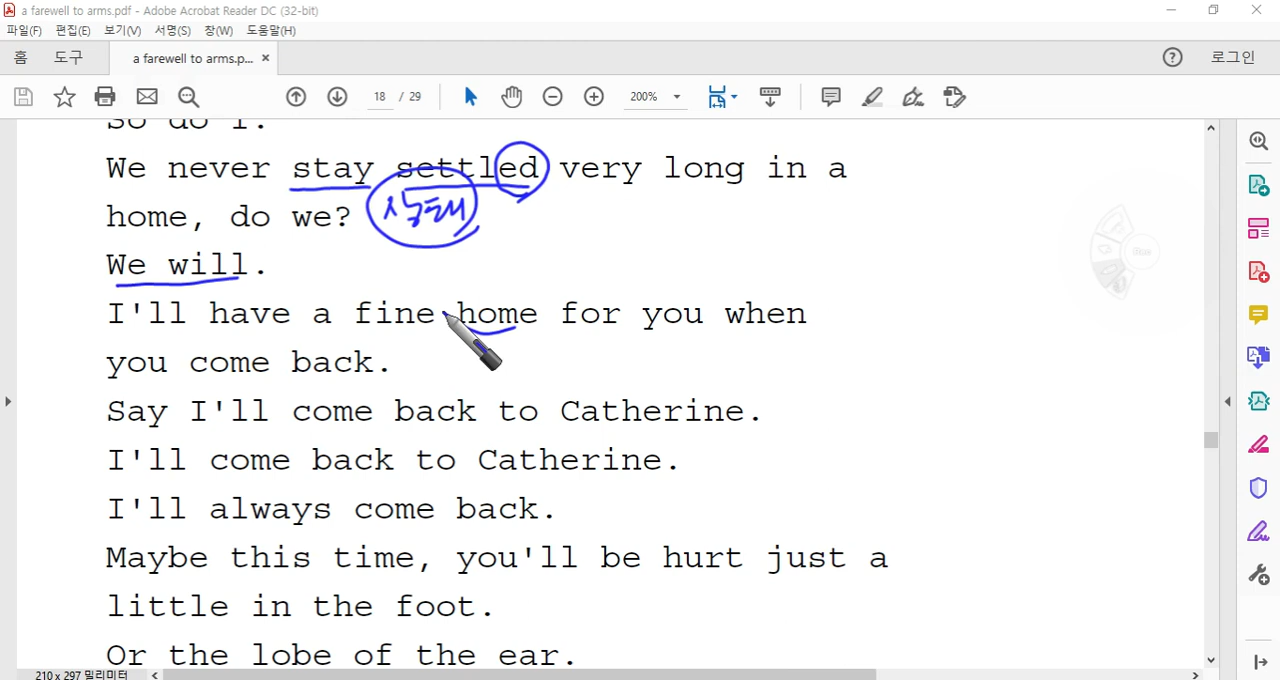 a farewell to arms.pdf - Adobe Acrobat Reader DC (32-bit)
파일(F) 편집(E) 보기(V) 서명(S) 창(W) 도움말(H)
홈 도구 a farewell to arms.p... × 로그인
18 / 29 200%
So do I.
We never stay settled very long in a
home, do we? 상태
We will.
I'll have a fine home for you when
you come back.
Say I'll come back to Catherine.
I'll come back to Catherine.
I'll always come back.
Maybe this time, you'll be hurt just a
little in the foot.
Or the lobe of the ear.
210 x 297 밀리미터